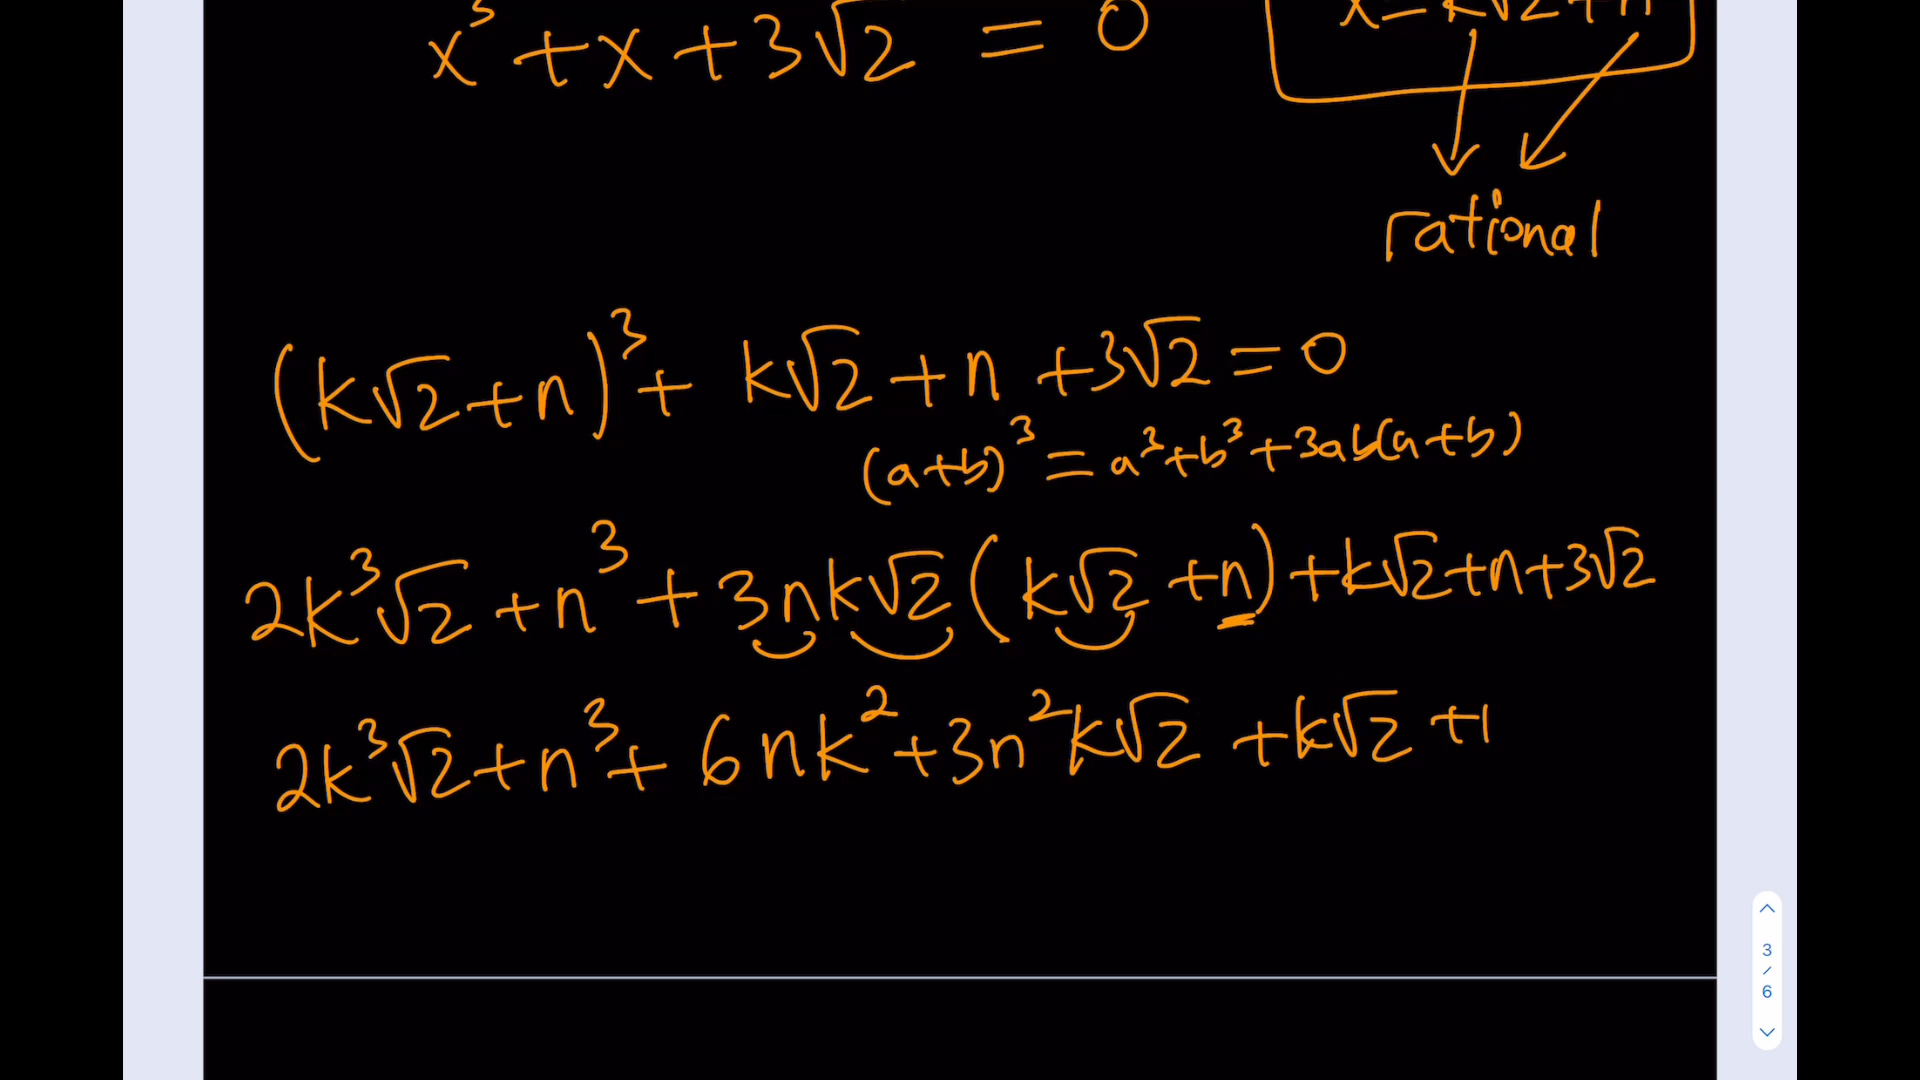 x³ + x + 3√2 = 0
x = k√2 + n
rational
(k√2 + n)³ + k√2 + n + 3√2 = 0
(a+b)³ = a³ + b³ + 3ab(a+b)
2k³√2 + n³ + 3nk√2 (k√2 + n) + k√2 + n + 3√2
2k³√2 + n³ + 6nk² + 3n²k√2 + k√2 +
3
/
6